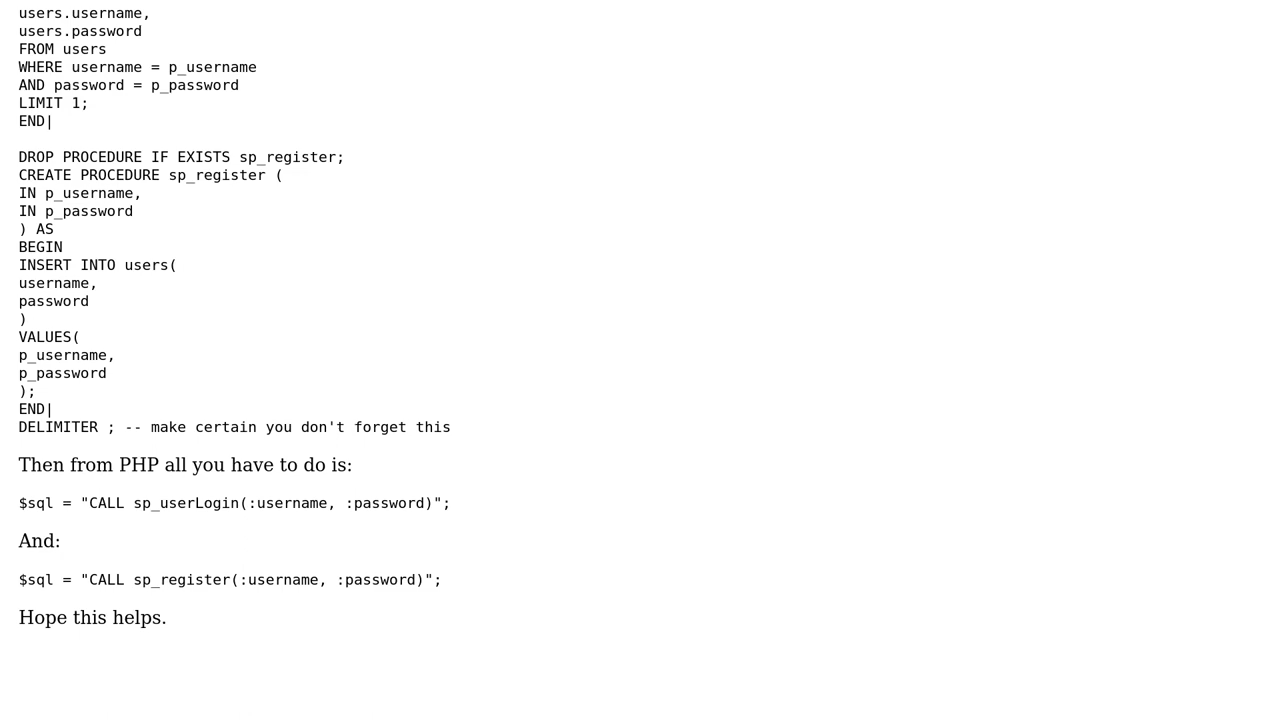 users.username,
users.password
FROM users
WHERE username = p_username
AND password = p_password
LIMIT 1;
END|

DROP PROCEDURE IF EXISTS sp_register;
CREATE PROCEDURE sp_register (
IN p_username,
IN p_password
) AS
BEGIN
INSERT INTO users(
username,
password
)
VALUES(
p_username,
p_password
);
END|
DELIMITER ; -- make certain you don't forget this
Then from PHP all you have to do is:
$sql = "CALL sp_userLogin(:username, :password)";
And:
$sql = "CALL sp_register(:username, :password)";
Hope this helps.